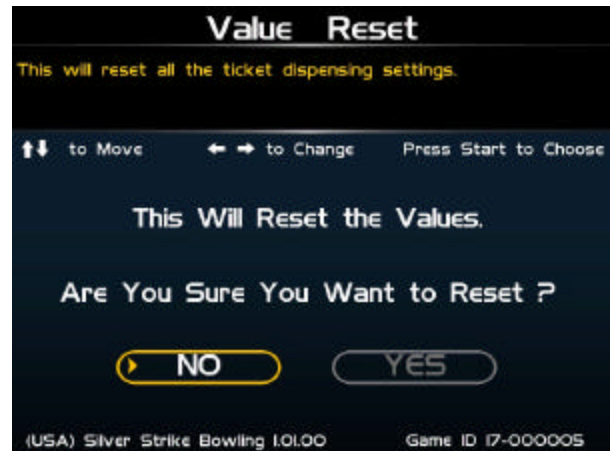 Value Reset
This will reset all the ticket dispensing settings.
⬆⬇ to Move ⬅ ➡ to Change Press Start to Choose
This Will Reset the Values.
Are You Sure You Want to Reset ?
NO YES
(USA) Silver Strike Bowling 1.01.00 Game ID 17-000005